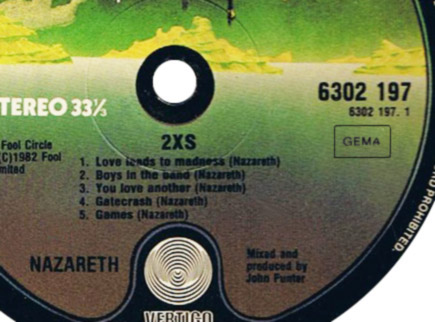 6302 197
TEREO 33⅓
6302 197. 1
GEMA
2XS
Fool Circle
(C)1982 Fool
mited
1. Love leads to madness (Nazareth)
2. Boys in the band (Nazareth)
3. You love another (Nazareth)
4. Gatecrash (Nazareth)
5. Games (Nazareth)
NAZARETH
Mixed and
produced by
John Punter
VERTIGO
PROHIBITED.